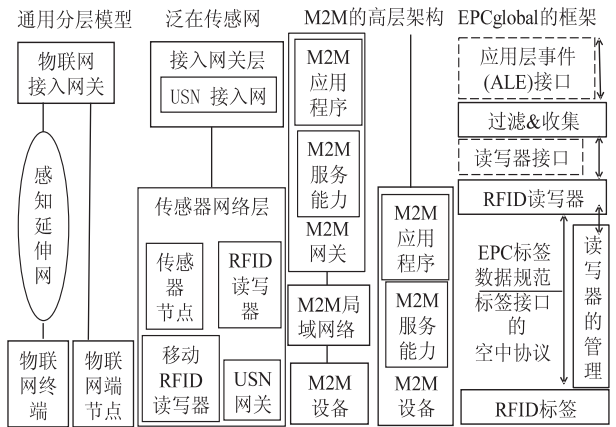 通用分层模型
物联网
接入网关
感
知
延
伸
网
物联
网终
端
物联
网端
节点
泛在传感网
接入网关层
USN 接入网
传感器网络层
传感
器
节点
RFID
读写
器
移动
RFID
读写器
USN
网关
M2M的高层架构
M2M
应用
程序
M2M
服务
能力
M2M
网关
M2M局
域网络
M2M
设备
M2M
应用
程序
M2M
服务
能力
M2M
设备
EPCglobal的框架
应用层事件
(ALE)接口
过滤&收集
读写器接口
RFID读写器
EPC标签
数据规范
标签接口
的
空中协议
读
写
器
的
管
理
RFID标签